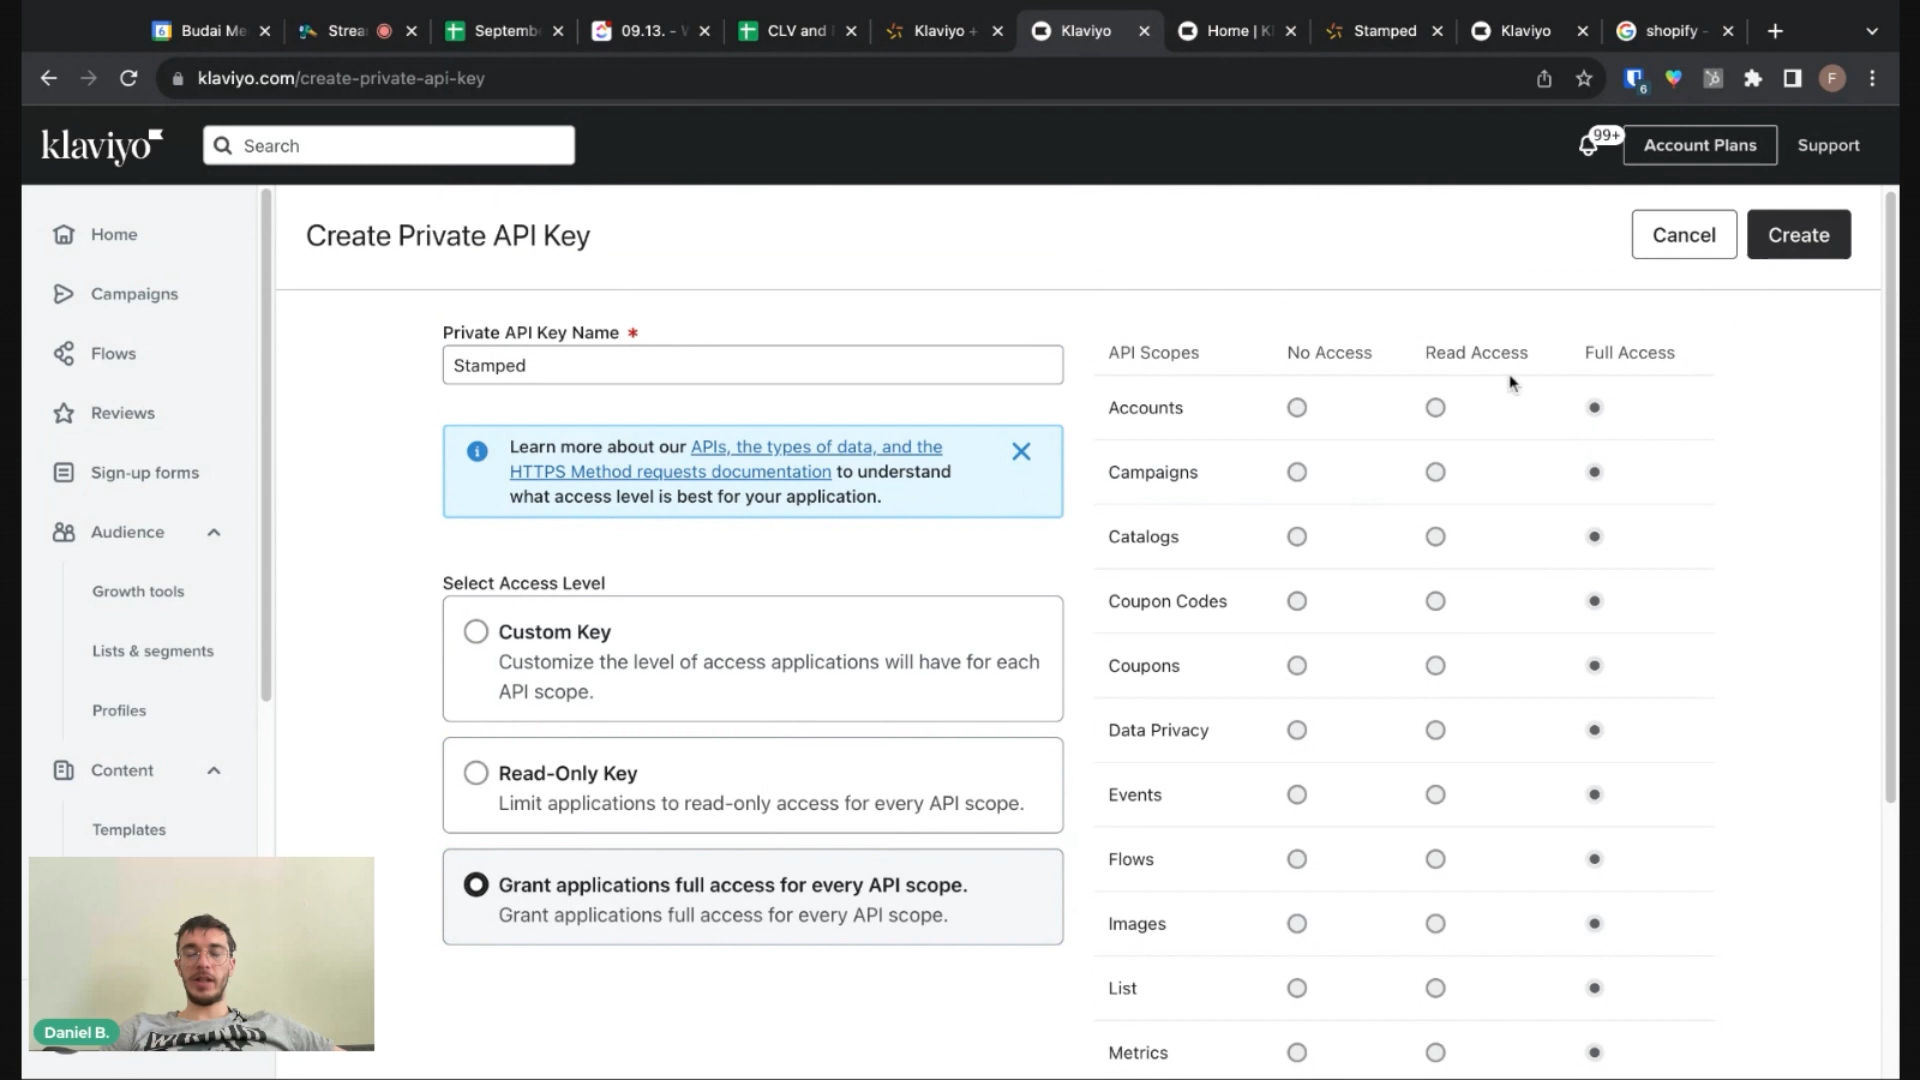 6
Budai Me
Strea
Septemb
09.13. - V
CLV and
Klaviyo +
Klaviyo
Home | K
Stamped
Klaviyo
shopify -
klaviyo.com/create-private-api-key
6
F
klaviyo
Search
99+
Account Plans
Support
Home
Campaigns
Flows
Reviews
Sign-up forms
Audience
Growth tools
Lists & segments
Profiles
Content
Templates
Daniel B.
Create Private API Key
Cancel
Create
Private API Key Name *
Stamped
Learn more about our APIs, the types of data, and the
HTTPS Method requests documentation to understand
what access level is best for your application.
Select Access Level
Custom Key
Customize the level of access applications will have for each
API scope.
Read-Only Key
Limit applications to read-only access for every API scope.
Grant applications full access for every API scope.
Grant applications full access for every API scope.
API Scopes No Access Read Access Full Access
Accounts
Campaigns
Catalogs
Coupon Codes
Coupons
Data Privacy
Events
Flows
Images
List
Metrics